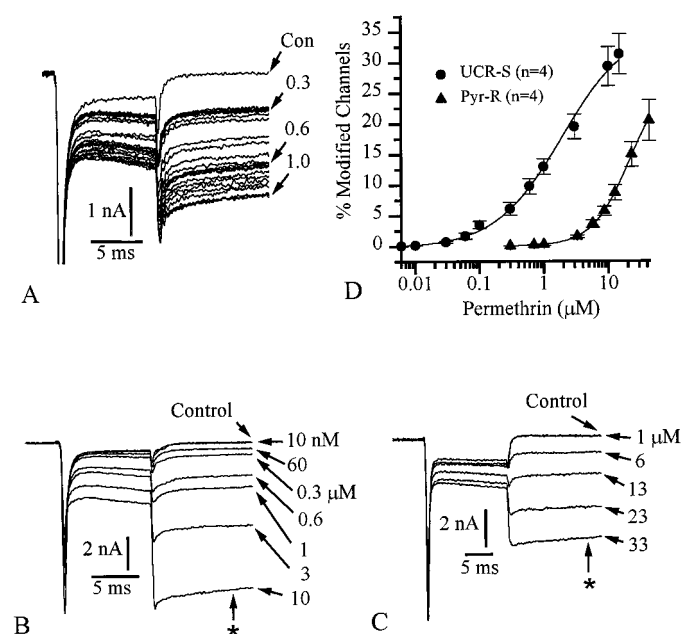 A
Con
0.3
0.6
1.0
1 nA
5 ms
D
% Modified Channels
35
30
25
20
15
10
5
0
UCR-S (n=4)
Pyr-R (n=4)
0.01
0.1
1
10
Permethrin (μM)
B
Control
10 nM
60
0.3 μM
0.6
1
3
10
2 nA
5 ms
*
C
Control
1 μM
6
13
23
33
2 nA
5 ms
*